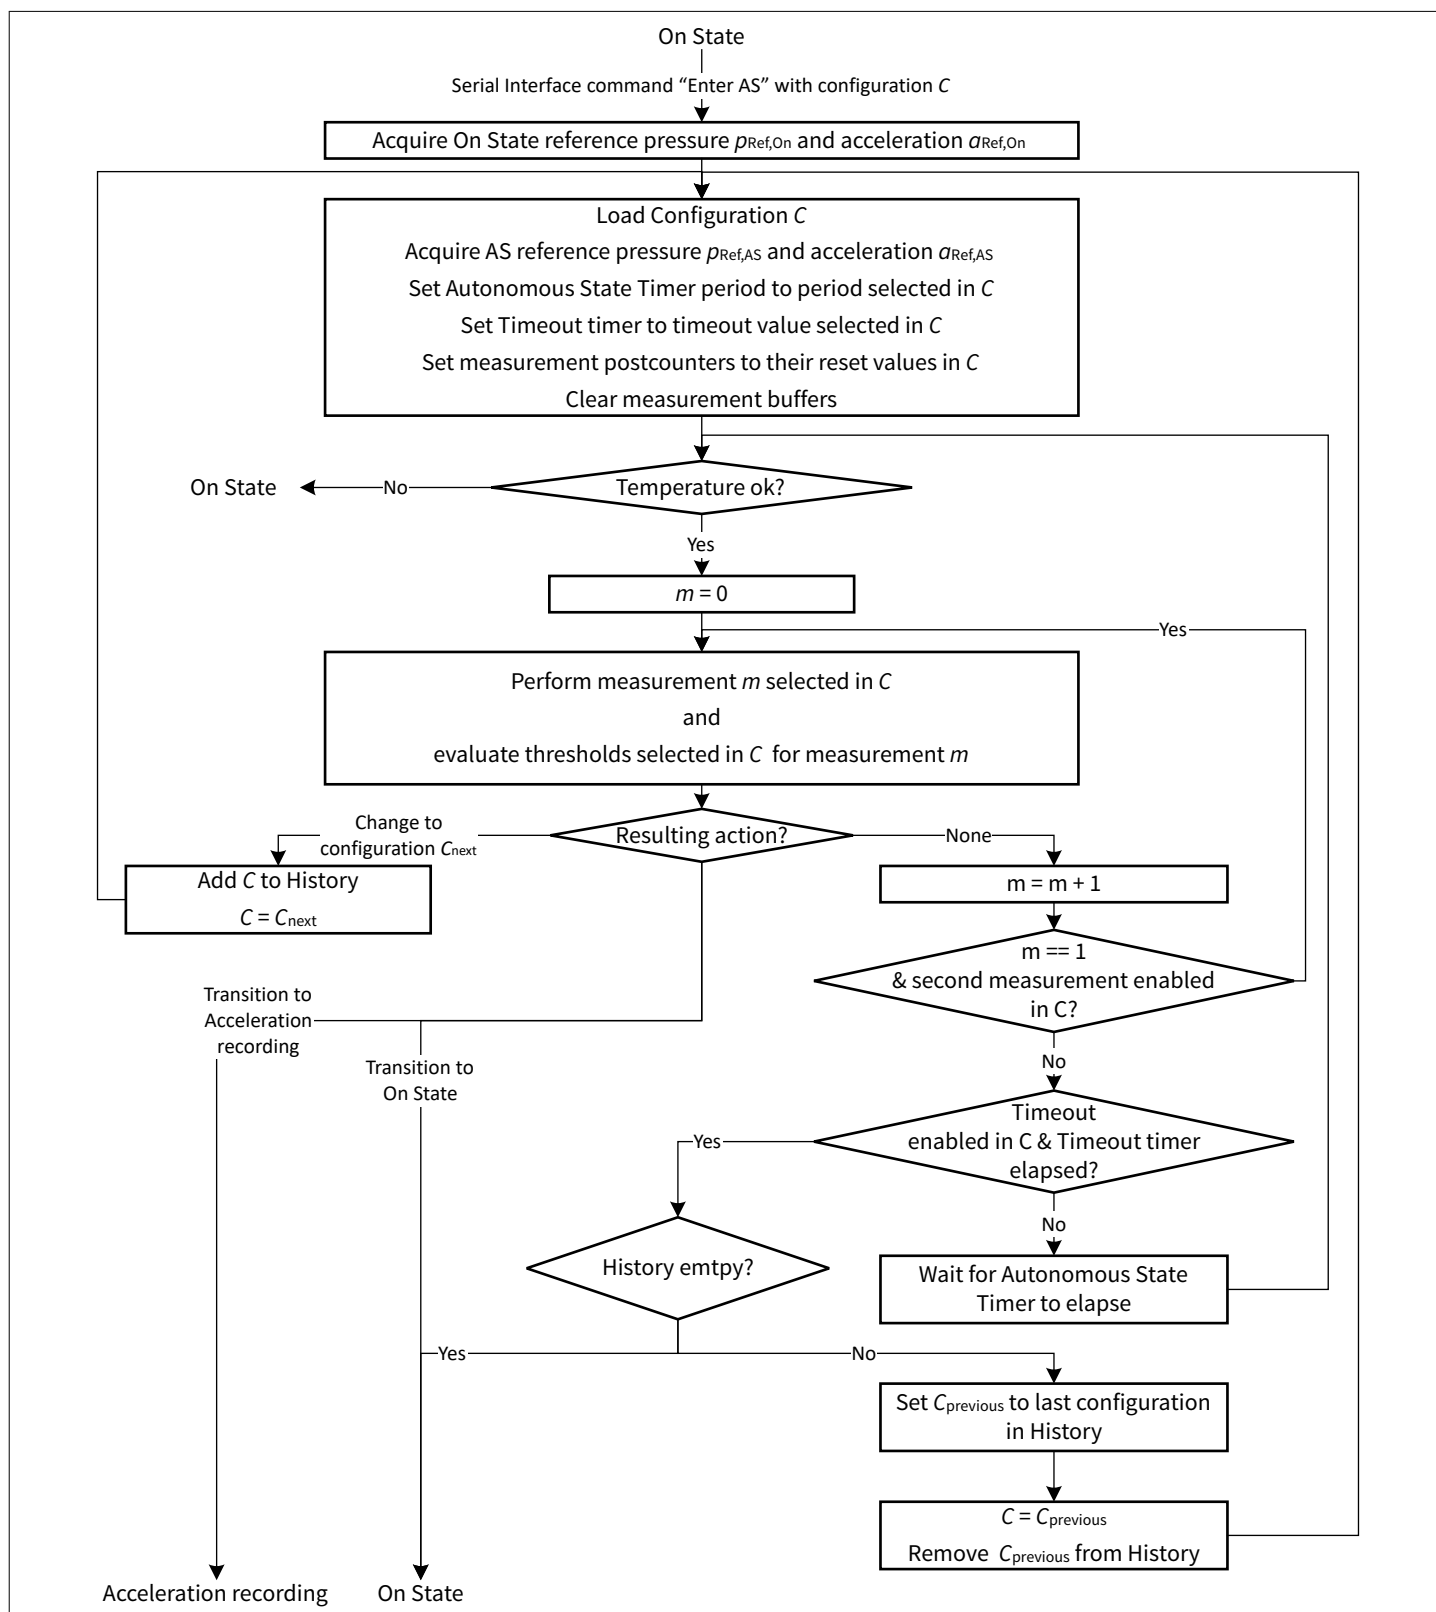 On State
Serial Interface command “Enter AS” with configuration C
Acquire On State reference pressure pRef,On and acceleration aRef,On
Load Configuration C
Acquire AS reference pressure pRef,AS and acceleration aRef,AS
Set Autonomous State Timer period to period selected in C
Set Timeout timer to timeout value selected in C
Set measurement postcounters to their reset values in C
Clear measurement buffers
On State
No
Temperature ok?
Yes
m = 0
Yes
Perform measurement m selected in C
and
evaluate thresholds selected in C for measurement m
Change to
configuration Cnext
Resulting action?
None
Add C to History
C = Cnext
m = m + 1
m == 1
& second measurement enabled
in C?
Transition to
Acceleration
recording
Transition to
On State
No
Timeout
enabled in C & Timeout timer
elapsed?
Yes
No
History emtpy?
Wait for Autonomous State
Timer to elapse
Yes
No
Set Cprevious to last configuration
in History
C = Cprevious
Remove Cprevious from History
Acceleration recording
On State